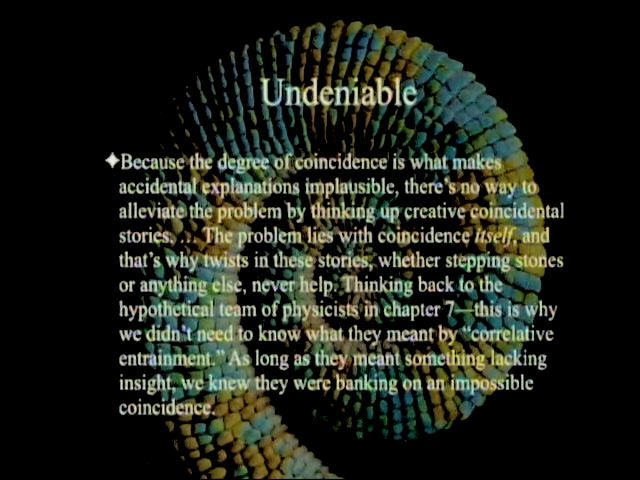 Undeniable
✦Because the degree of coincidence is what makes
accidental explanations implausible, there's no way to
alleviate the problem by thinking up creative coincidental
stories. … The problem lies with coincidence itself, and
that's why twists in these stories, whether stepping stones
or anything else, never help. Thinking back to the
hypothetical team of physicists in chapter 7—this is why
we didn't need to know what they meant by “correlative
entrainment.” As long as they meant something lacking
insight, we knew they were banking on an impossible
coincidence.